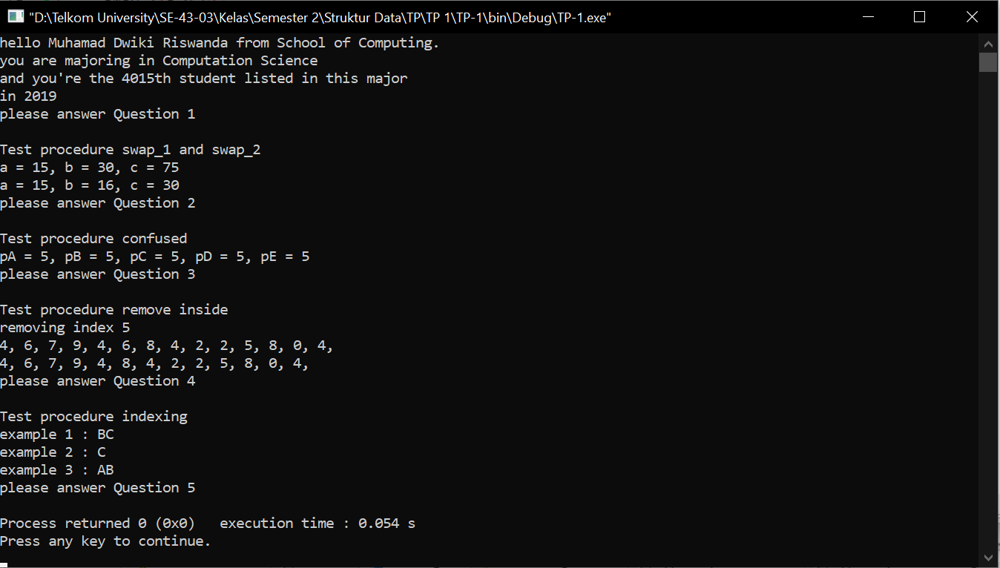 "D:\Telkom University\SE-43-03\Kelas\Semester 2\Struktur Data\TP\TP 1\TP-1\bin\Debug\TP-1.exe"
hello Muhamad Dwiki Riswanda from School of Computing.
you are majoring in Computation Science
and you're the 4015th student listed in this major
in 2019
please answer Question 1
Test procedure swap_1 and swap_2
a = 15, b = 30, c = 75
a = 15, b = 16, c = 30
please answer Question 2
Test procedure confused
pA = 5, pB = 5, pC = 5, pD = 5, pE = 5
please answer Question 3
Test procedure remove inside
removing index 5
4, 6, 7, 9, 4, 6, 8, 4, 2, 2, 5, 8, 0, 4,
4, 6, 7, 9, 4, 8, 4, 2, 2, 5, 8, 0, 4,
please answer Question 4
Test procedure indexing
example 1 : BC
example 2 : C
example 3 : AB
please answer Question 5
Process returned 0 (0x0)   execution time : 0.054 s
Press any key to continue.